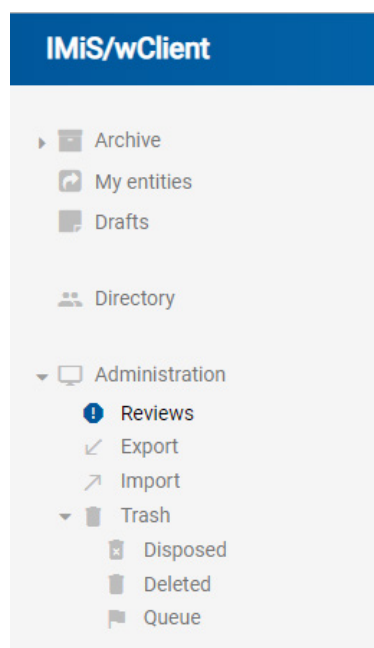 IMiS/wClient
Archive
My entities
Drafts
Directory
Administration
Reviews
Export
Import
Trash
Disposed
Deleted
Queue